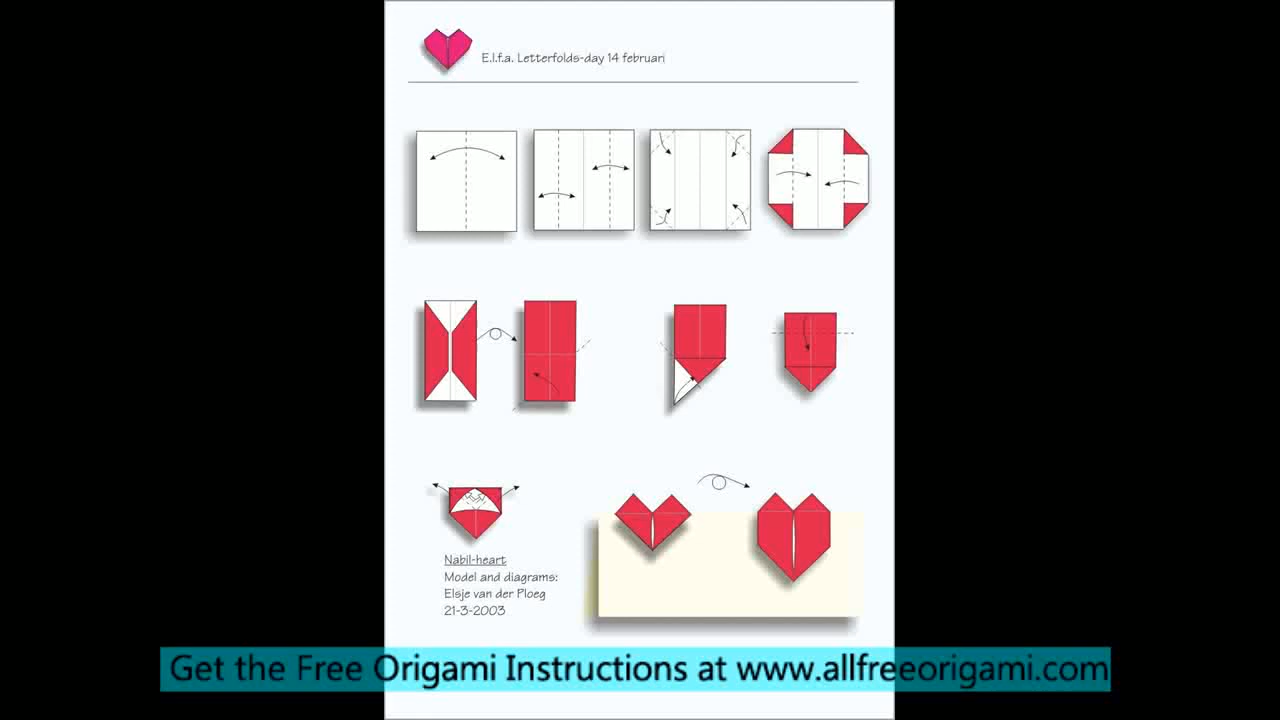 E.l.f.a. Letterfolds-day 14 februari
Nabil-heart
Model and diagrams:
Elsje van der Ploeg
21-3-2003
Get the Free Origami Instructions at www.allfreeorigami.com